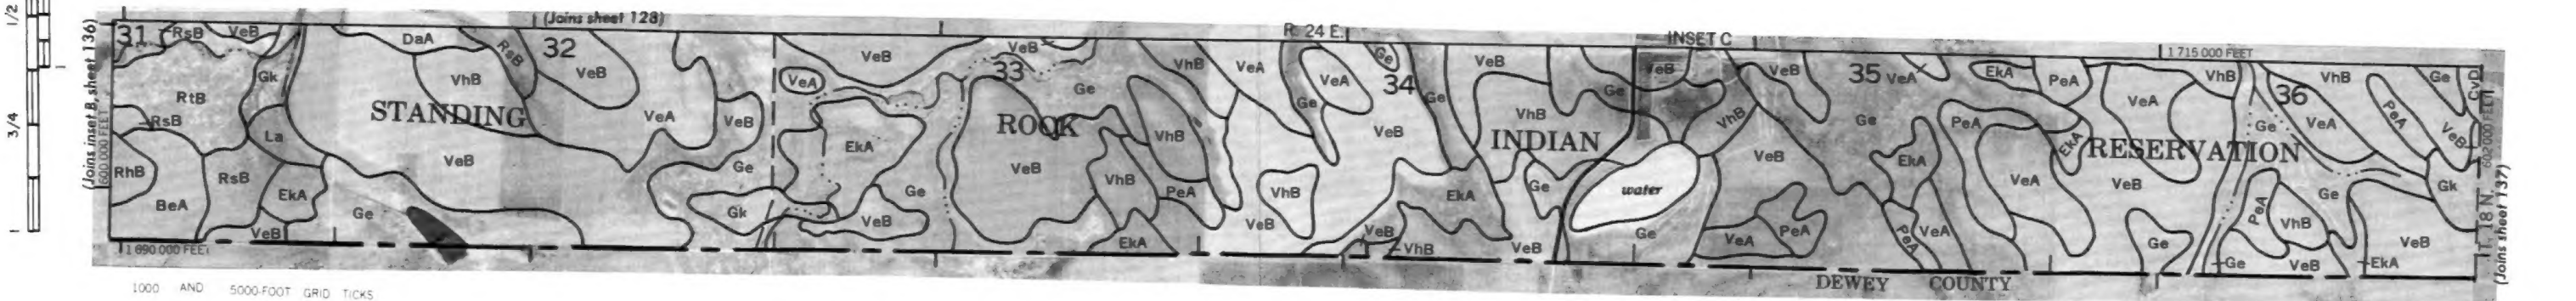 (Joins sheet 128)
R. 24 E.
INSET C
1 715 000 FEET
1/2
3/4
1
(Joins inset B, sheet 136)
600 000 FEET
31
RsB
VeB
DaA
RsB
32
VeB
VeB
33
VeB
VhB
VeA
Ge
34
VeB
VeB
VeB
35
VeA
EkA
PeA
VhB
36
VhB
Ge
CvD
Gk
VhB
VeA
Ge
VeA
Ge
Ge
Ge
VeA
RtB
STANDING
VeA
VeB
ROCK
VhB
VeB
VhB
INDIAN
VhB
Ge
PeA
Ge
VeA
PeA
VeB
RsB
La
EkA
EkA
RESERVATION
602 000 FEET
RhB
RsB
EkA
VeB
Ge
VeB
VhB
PeA
VhB
EkA
Ge
water
VeB
EkA
VeA
VeB
Ge
Gk
BeA
Ge
Gk
VeB
Ge
VeB
VeB
VhB
VeB
Ge
VeA
PeA
PeA
VeA
Ge
PeA
VhB
VeB
VeB
EkA
Ge
VeB
EkA
T. 18 N.
(Joins sheet 137)
1 690 000 FEET
DEWEY COUNTY
1000 AND 5000-FOOT GRID TICKS